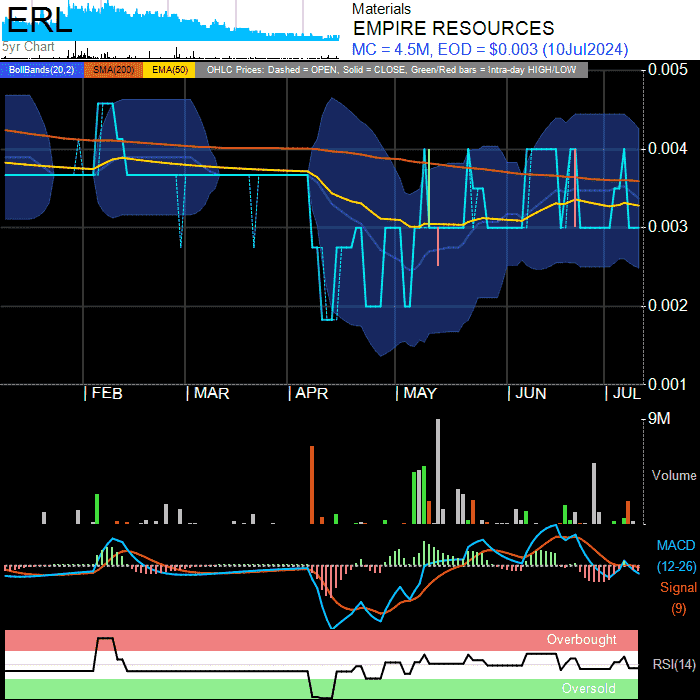 ERL
5yr Chart
Materials
EMPIRE RESOURCES
MC = 4.5M, EOD = $0.003 (10Jul2024)
BollBands(20,2) SMA(200) EMA(50) OHLC Prices: Dashed = OPEN, Solid = CLOSE, Green/Red bars = Intra-day HIGH/LOW
0.005
0.004
0.003
0.002
0.001
FEB MAR APR MAY JUN JUL
9M
Volume
MACD
(12-26)
Signal
(9)
Overbought
RSI(14)
Oversold